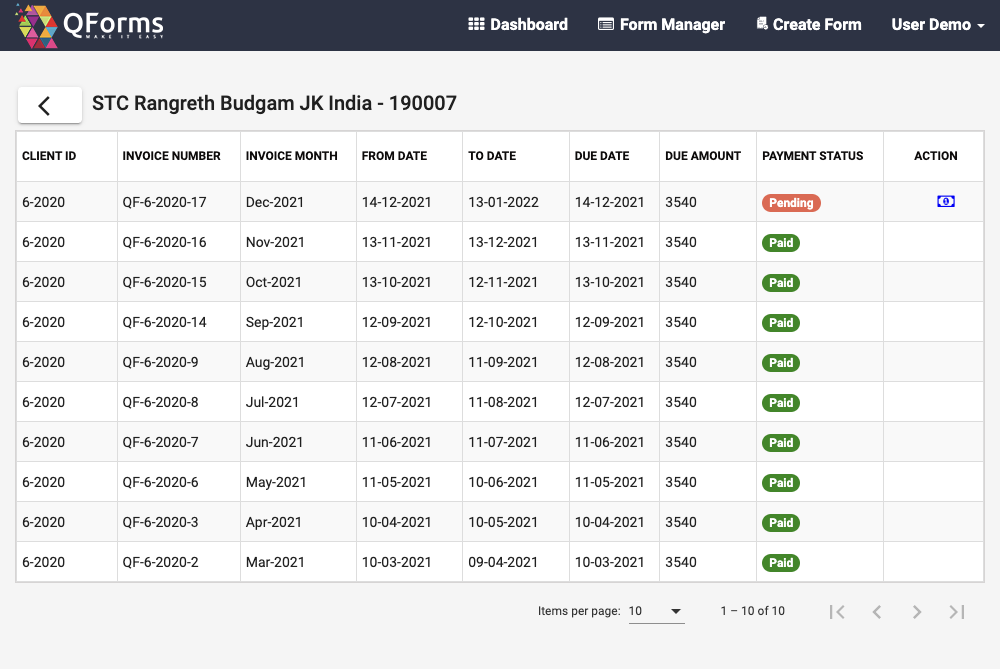 QForms
MAKE IT EASY
Dashboard Form Manager Create Form User Demo
STC Rangreth Budgam JK India - 190007
CLIENT ID INVOICE NUMBER INVOICE MONTH FROM DATE TO DATE DUE DATE DUE AMOUNT PAYMENT STATUS ACTION
6-2020 QF-6-2020-17 Dec-2021 14-12-2021 13-01-2022 14-12-2021 3540 Pending
6-2020 QF-6-2020-16 Nov-2021 13-11-2021 13-12-2021 13-11-2021 3540 Paid
6-2020 QF-6-2020-15 Oct-2021 13-10-2021 12-11-2021 13-10-2021 3540 Paid
6-2020 QF-6-2020-14 Sep-2021 12-09-2021 12-10-2021 12-09-2021 3540 Paid
6-2020 QF-6-2020-9 Aug-2021 12-08-2021 11-09-2021 12-08-2021 3540 Paid
6-2020 QF-6-2020-8 Jul-2021 12-07-2021 11-08-2021 12-07-2021 3540 Paid
6-2020 QF-6-2020-7 Jun-2021 11-06-2021 11-07-2021 11-06-2021 3540 Paid
6-2020 QF-6-2020-6 May-2021 11-05-2021 10-06-2021 11-05-2021 3540 Paid
6-2020 QF-6-2020-3 Apr-2021 10-04-2021 10-05-2021 10-04-2021 3540 Paid
6-2020 QF-6-2020-2 Mar-2021 10-03-2021 09-04-2021 10-03-2021 3540 Paid
Items per page: 10 1 – 10 of 10